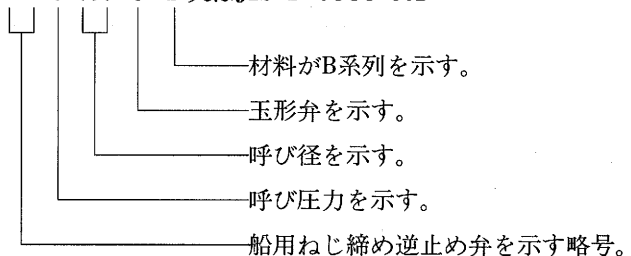 材料がB系列を示す。
玉形弁を示す。
呼び径を示す。
呼び圧力を示す。
船用ねじ締め逆止め弁を示す略号。